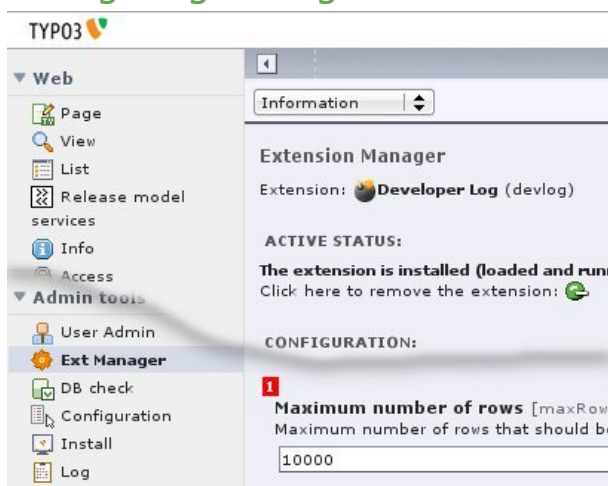 TYPO3
Web
Page
View
List
Release model
services
Info
Access
Admin tools
User Admin
Ext Manager
DB check
Configuration
Install
Log
Information
Extension Manager
Extension: Developer Log (devlog)
ACTIVE STATUS:
The extension is installed (loaded and
Click here to remove the extension:
CONFIGURATION:
1
Maximum number of rows [maxRow
Maximum number of rows that should
10000